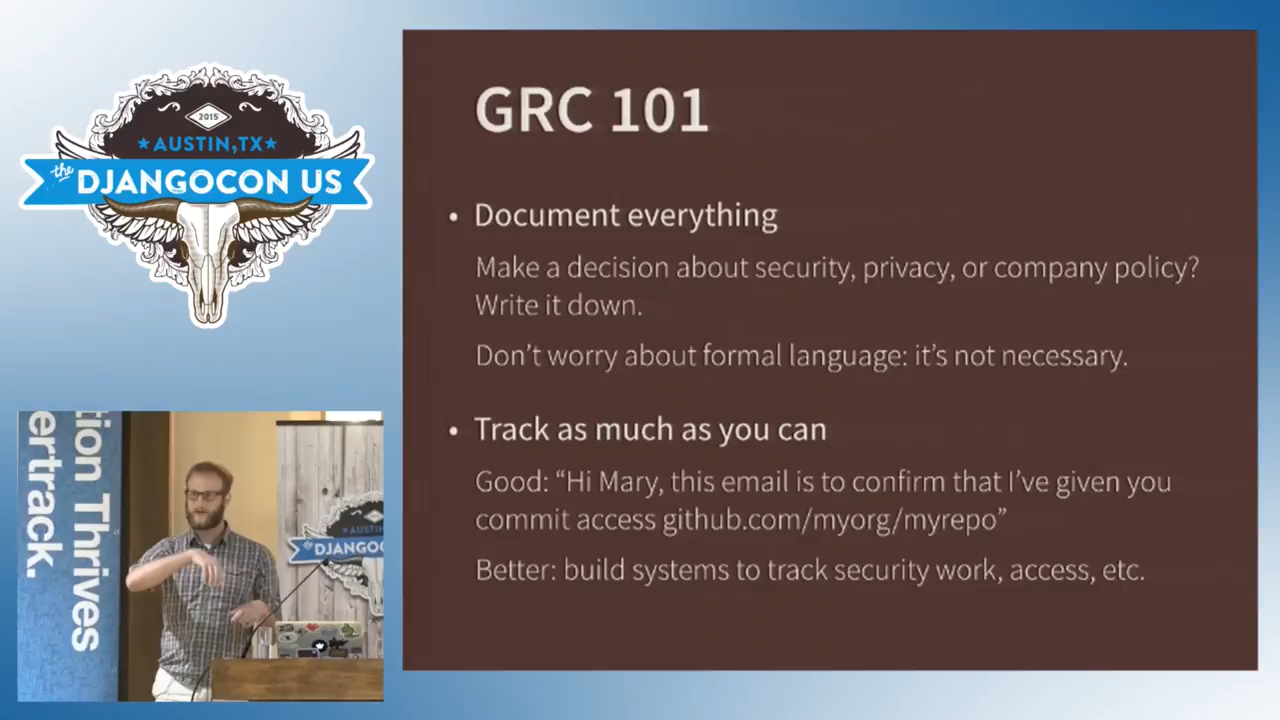 2015
AUSTIN, TX
the
DJANGOCON US
GRC 101
• Document everything
Make a decision about security, privacy, or company policy?
Write it down.
Don't worry about formal language: it's not necessary.
• Track as much as you can
Good: “Hi Mary, this email is to confirm that I've given you
commit access github.com/myorg/myrepo”
Better: build systems to track security work, access, etc.
tion Thrives
ertrack.
AUSTIN
DJANGOC